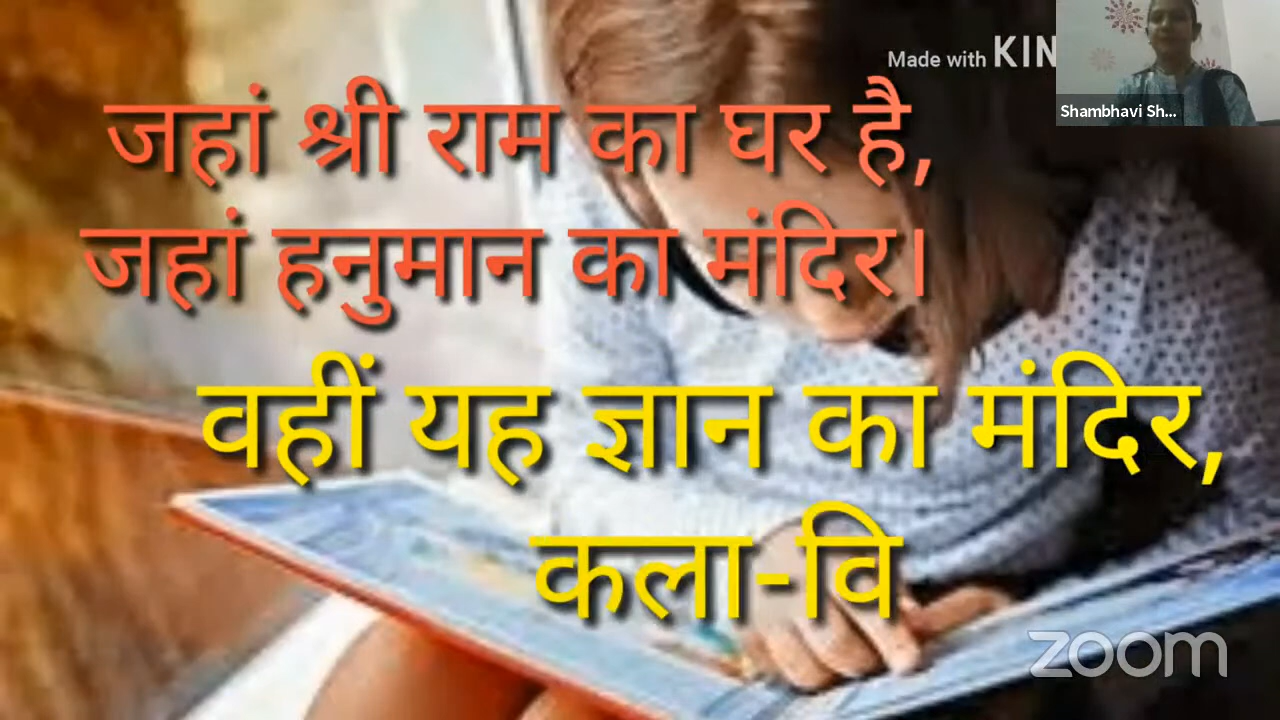 Made with KIN
Shambhavi Sh...
जहां श्री राम का घर है,
जहां हनुमान का मंदिर।
वहीं यह ज्ञान का मंदिर,
कला-वि
zoom